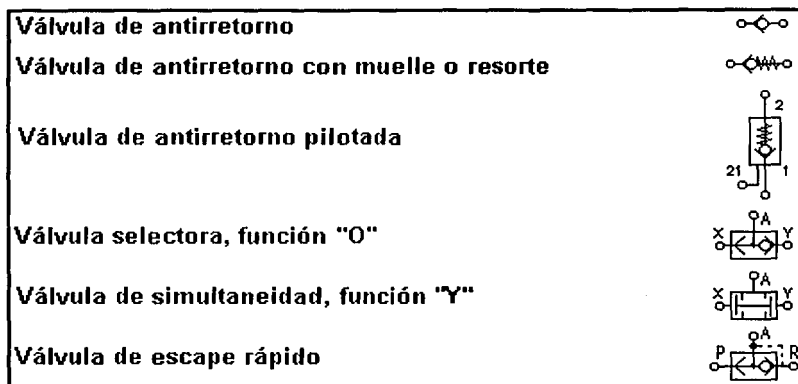 Válvula de antirretorno
Válvula de antirretorno con muelle o resorte
2
Válvula de antirretorno pilotada
21 1
A
Válvula selectora, función "O"
X Y
A
Válvula de simultaneidad, función "Y"
X Y
A
Válvula de escape rápido
P R